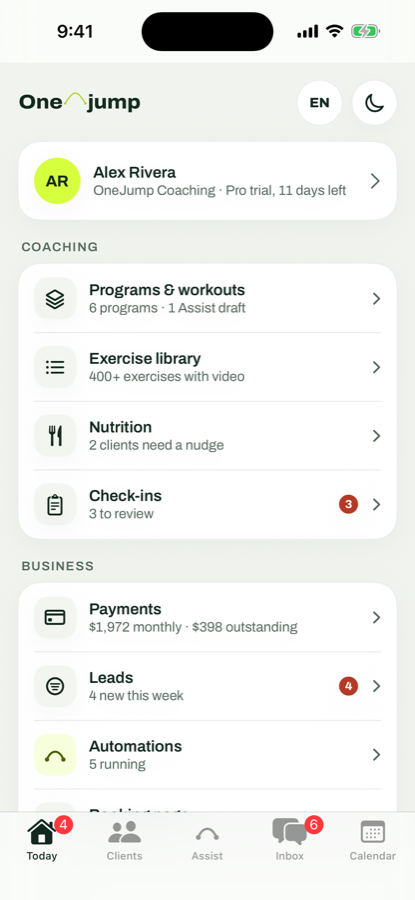 9:41
One jump
EN
AR
Alex Rivera
OneJump Coaching · Pro trial, 11 days left
COACHING
Programs & workouts
6 programs · 1 Assist draft
Exercise library
400+ exercises with video
Nutrition
2 clients need a nudge
Check-ins
3 to review
3
BUSINESS
Payments
$1,972 monthly · $398 outstanding
Leads
4 new this week
4
Automations
5 running
4
6
Today
Clients
Assist
Inbox
Calendar